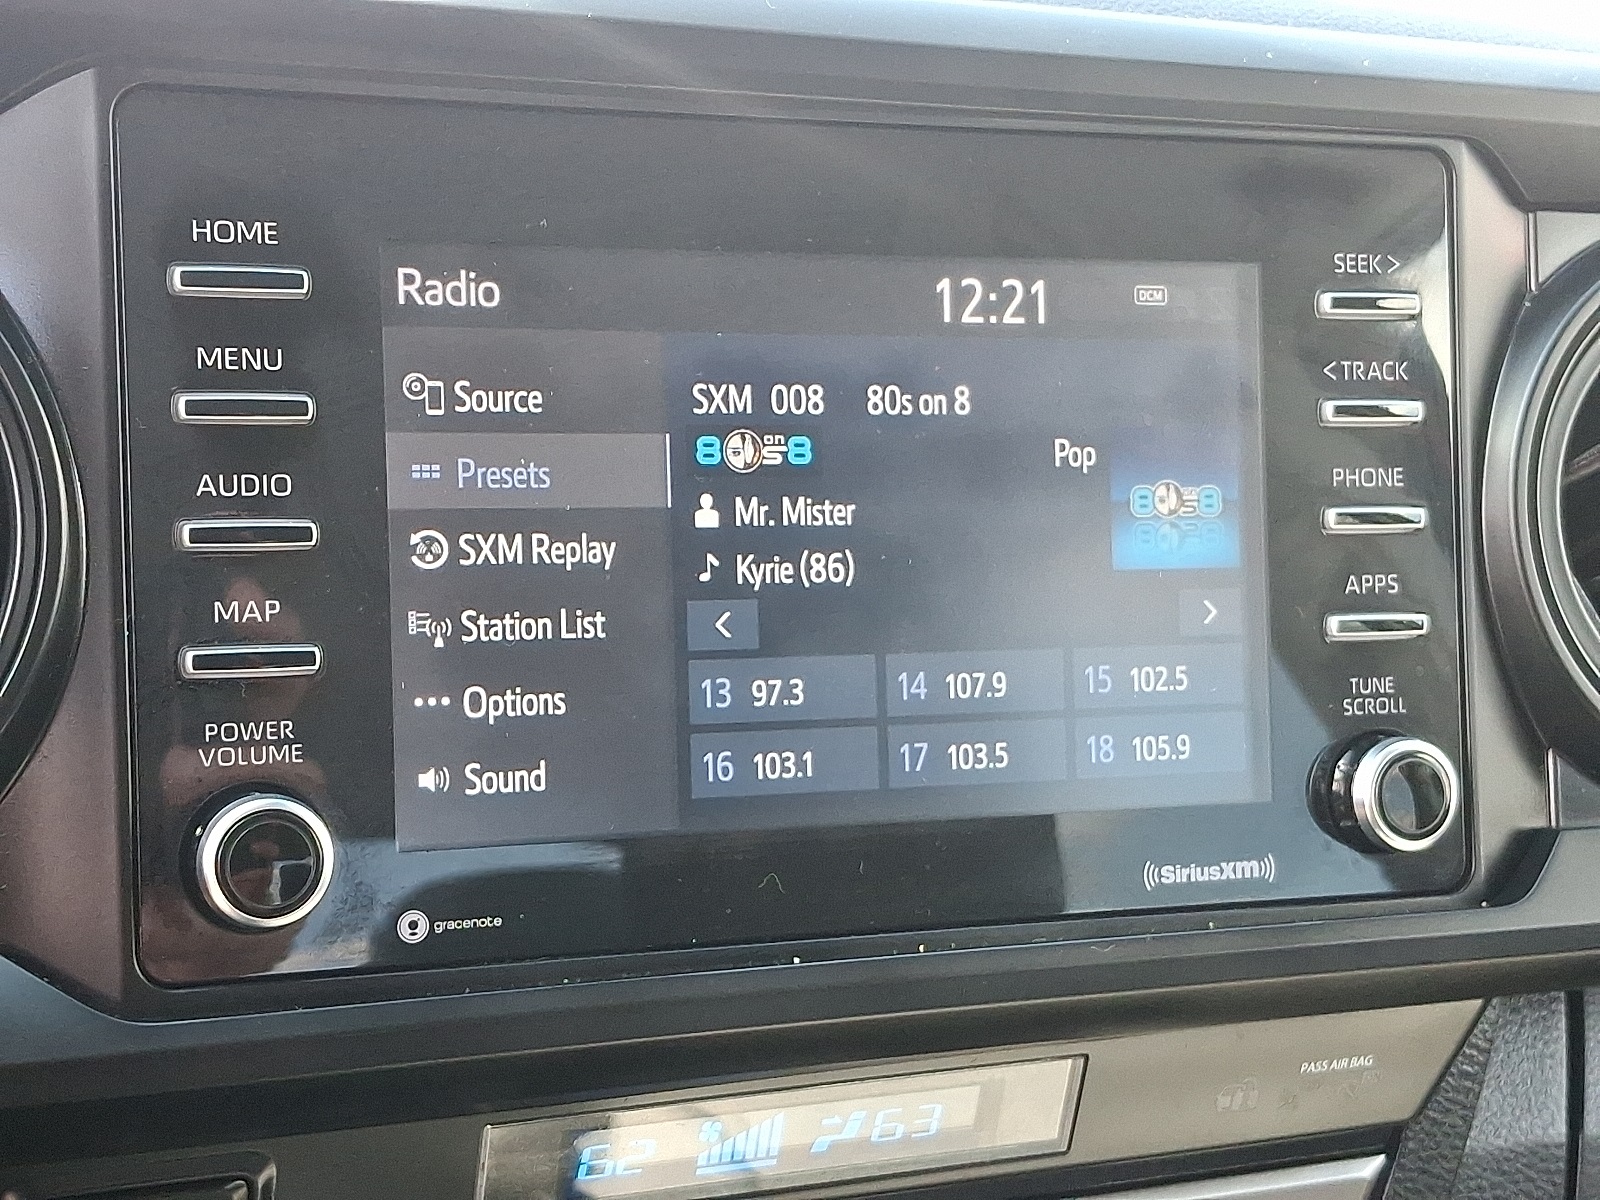 HOME
MENU
AUDIO
MAP
POWER
VOLUME
Radio
12:21
DCM
Source
Presets
SXM Replay
Station List
Options
Sound
SXM 008 80s on 8
8 on 8
Pop
Mr. Mister
Kyrie (86)
<
>
13 97.3
14 107.9
15 102.5
16 103.1
17 103.5
18 105.9
SEEK >
< TRACK
PHONE
APPS
TUNE
SCROLL
gracenote
((SiriusXM))
PASS AIR BAG
62
63